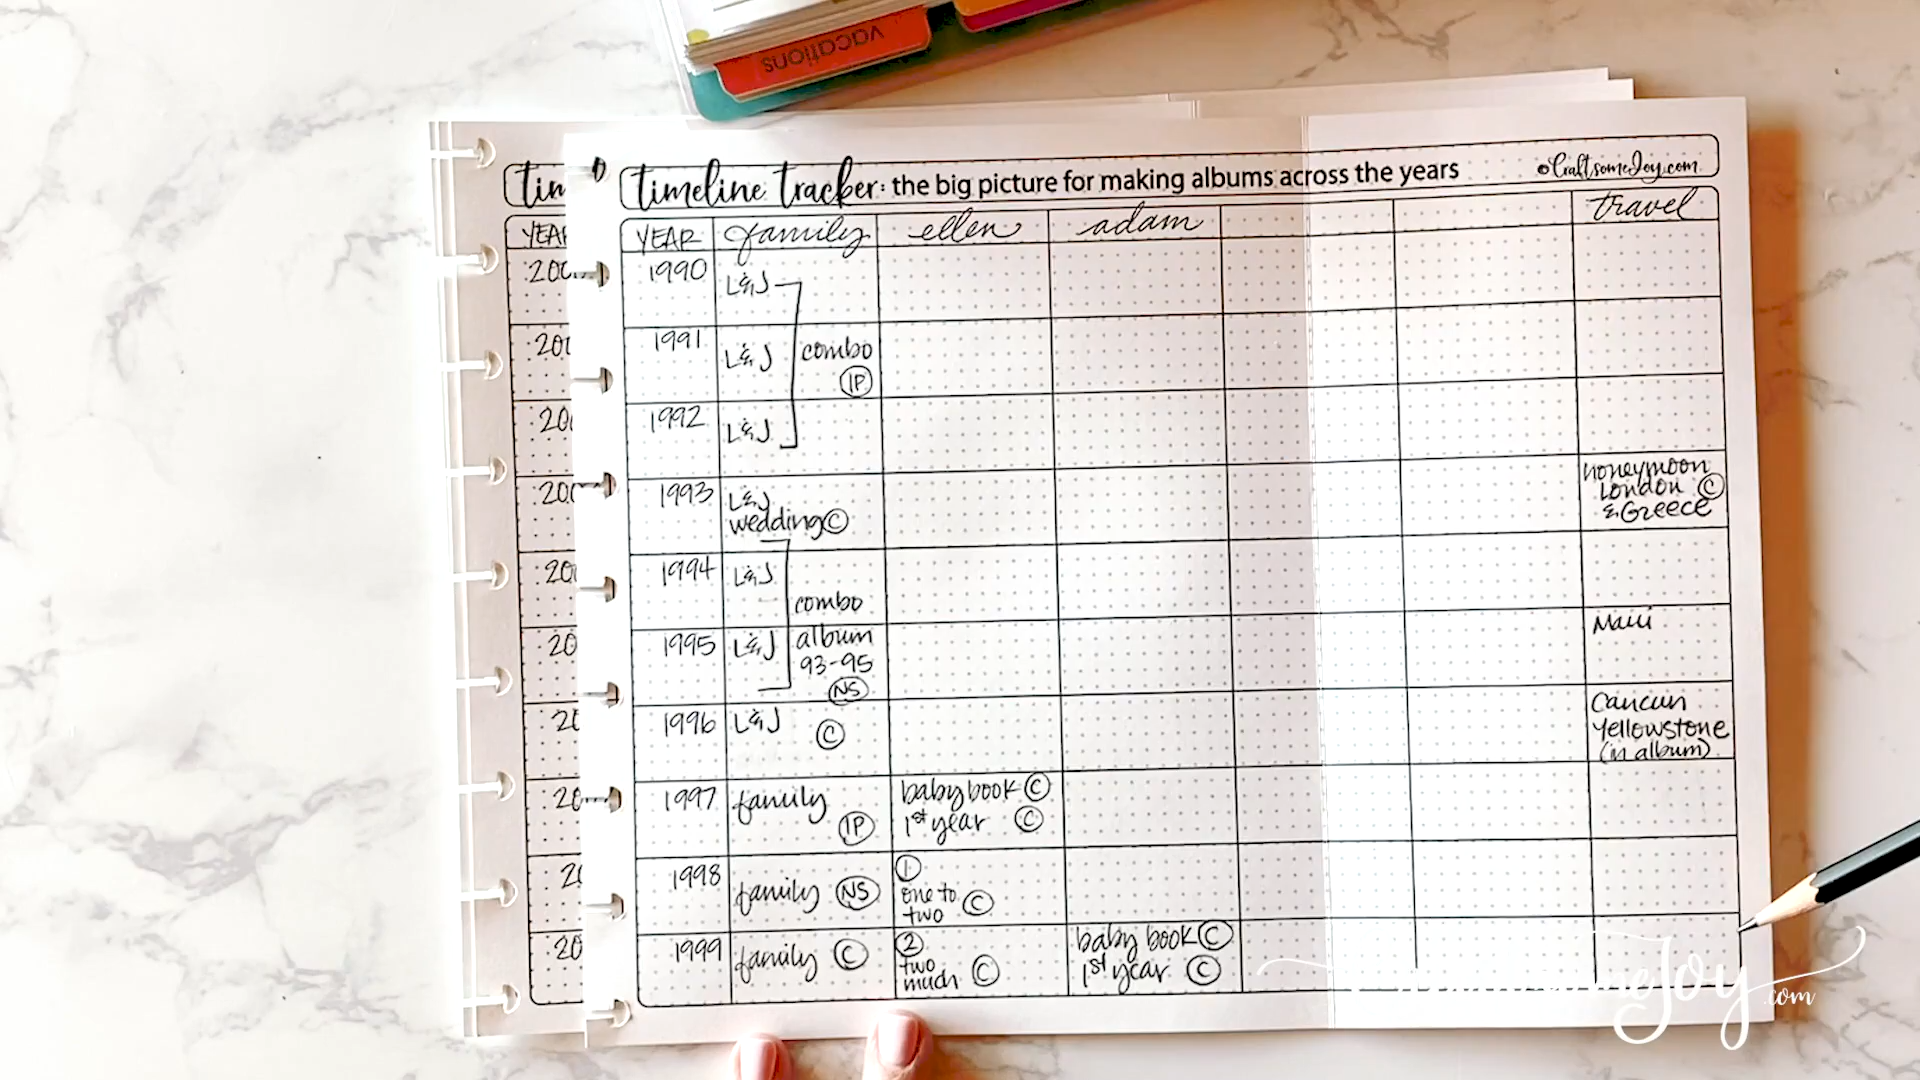 vacations
tim
timeline tracker: the big picture for making albums across the years ©CraftsomeJoy.com
YEAR family ellen adam travel
1990 L&J
1991 L&J combo
IP
1992 L&J
1993 L&J
wedding ©
honeymoon
London ©
& Greece
1994 L&J
combo
1995 L&J album
93-95
NS
Maui
1996 L&J
©
Cancun
Yellowstone
(in album)
1997 family
IP
baby book ©
1st year ©
1998 family NS
1
one to
two ©
1999 family ©
2
two
much ©
baby book ©
1st year ©
YEAR
Joy
.com